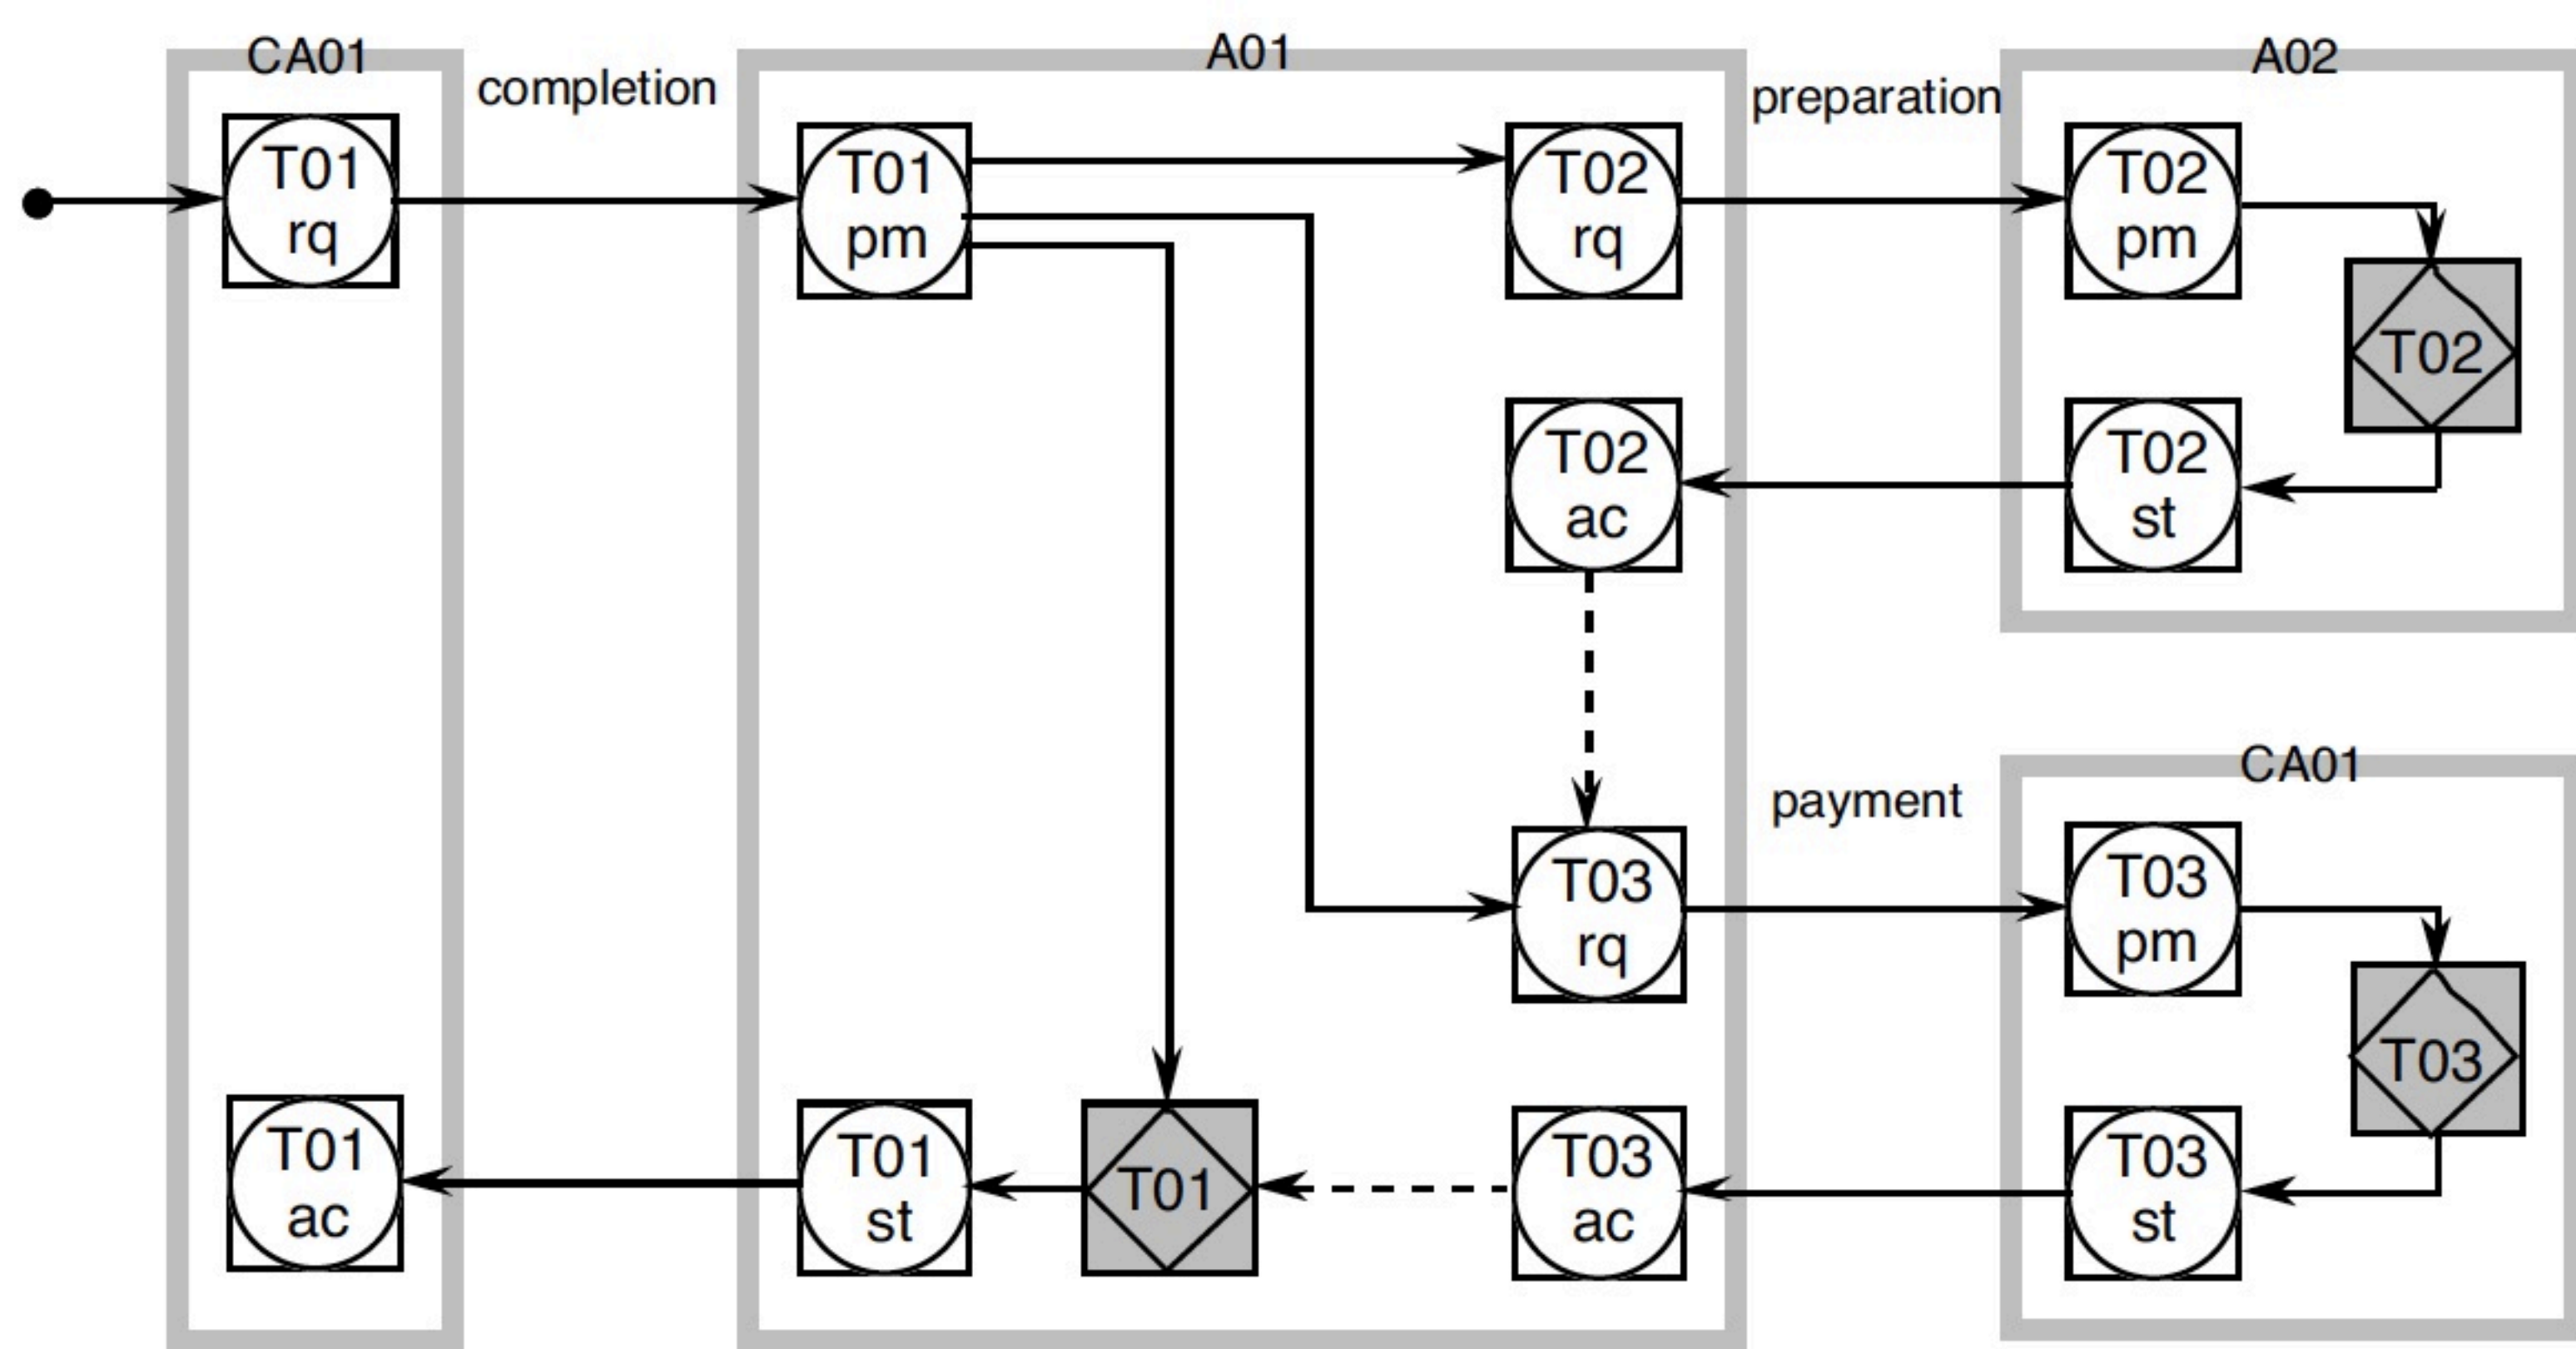 CA01
completion
A01
preparation
A02
T01
rq
T01
pm
T02
rq
T02
pm
T02
T02
ac
T02
st
payment
CA01
T03
rq
T03
pm
T03
T01
ac
T01
st
T01
T03
ac
T03
st